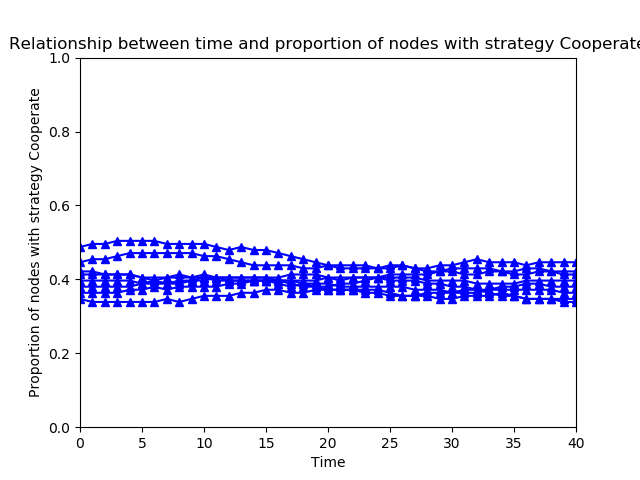 Relationship between time and proportion of nodes with strategy Cooperate
1.0
0.8
0.6
0.4
0.2
0.0
Proportion of nodes with strategy Cooperate
0 5 10 15 20 25 30 35 40
Time